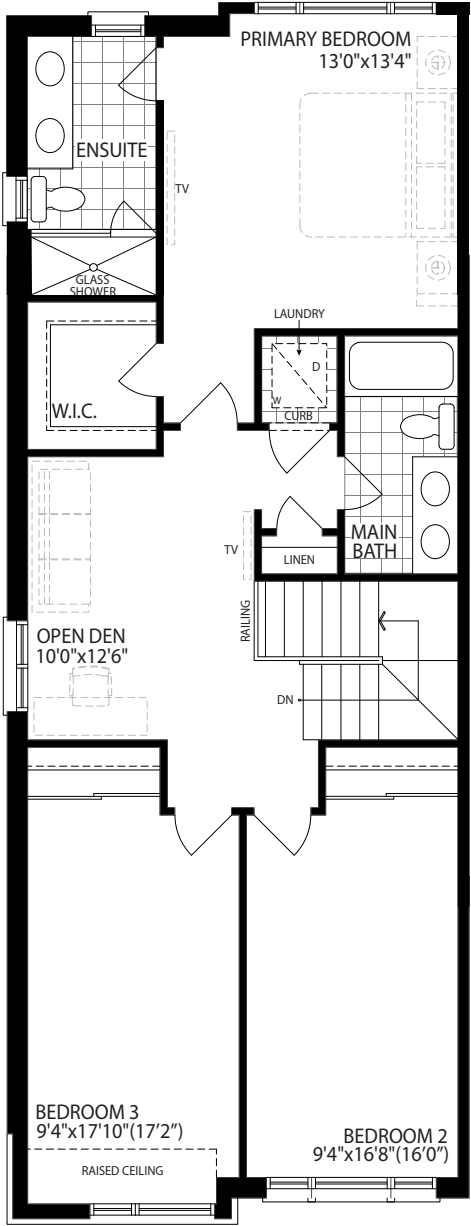 PRIMARY BEDROOM
13'0"x13'4"
ENSUITE
TV
GLASS
SHOWER
LAUNDRY
D
W
CURB
W.I.C.
MAIN
BATH
TV
LINEN
RAILING
OPEN DEN
10'0"x12'6"
DN
BEDROOM 3
9'4"x17'10"(17'2")
RAISED CEILING
BEDROOM 2
9'4"x16'8"(16'0")